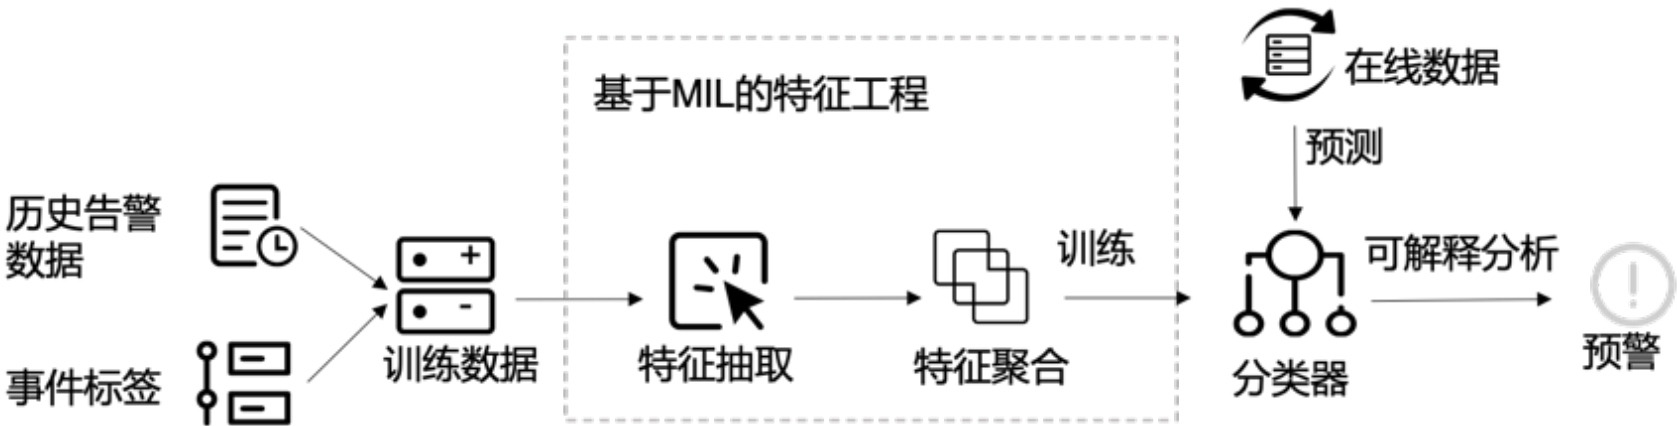 基于MIL的特征工程
在线数据
预测
历史告警
数据
训练
可解释分析
预警
事件标签
训练数据
特征抽取
特征聚合
分类器